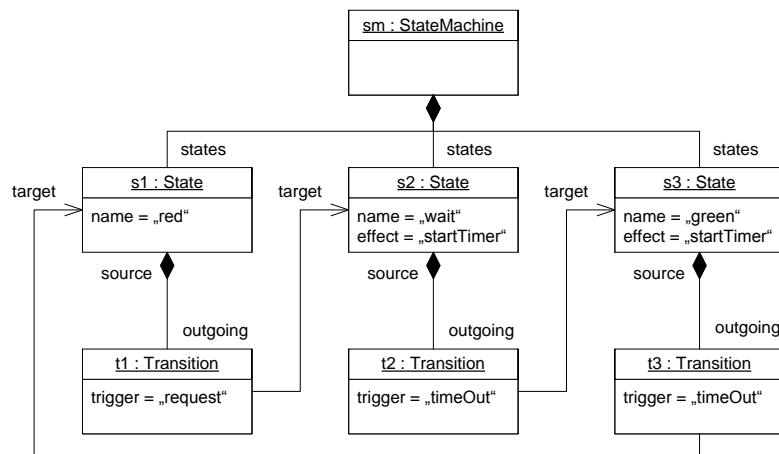 sm : StateMachine
states
states
states
target
s1 : State
name = „red“
target
s2 : State
name = „wait“
effect = „startTimer“
target
s3 : State
name = „green“
effect = „startTimer“
source
source
source
outgoing
outgoing
outgoing
t1 : Transition
trigger = „request“
t2 : Transition
trigger = „timeOut“
t3 : Transition
trigger = „timeOut“